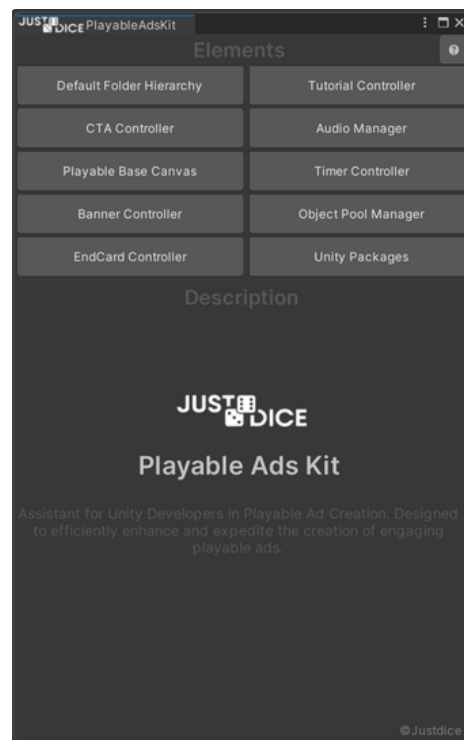 JUST DICE PlayableAdsKit
Elements
?
Default Folder Hierarchy Tutorial Controller
CTA Controller Audio Manager
Playable Base Canvas Timer Controller
Banner Controller Object Pool Manager
EndCard Controller Unity Packages
Description
JUST DICE
Playable Ads Kit
Assistant for Unity Developers in Playable Ad Creation. Designed
to efficiently enhance and expedite the creation of engaging
playable ads.
©Justdice